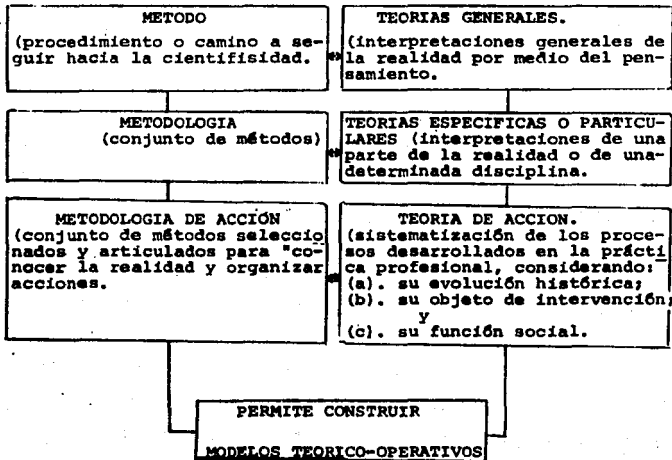 METODO
(procedimiento o camino a se-
guir hacia la cientifisidad.
TEORIAS GENERALES.
(interpretaciones generales de
la realidad por medio del pen-
samiento.
METODOLOGIA
(conjunto de métodos)
TEORIAS ESPECIFICAS O PARTICU-
LARES (interpretaciones de una
parte de la realidad o de una-
determinada disciplina.
METODOLOGIA DE ACCIÓN
(conjunto de métodos seleccio
nados y articulados para "co-
nocer la realidad y organizar
acciones.
TEORIA DE ACCION.
(sistematización de los proce-
sos desarrollados en la prácti
ca profesional, considerando:
(a). su evolución histórica;
(b). su objeto de intervención;
y
(c). su función social.
PERMITE CONSTRUIR
MODELOS TEORICO-OPERATIVOS